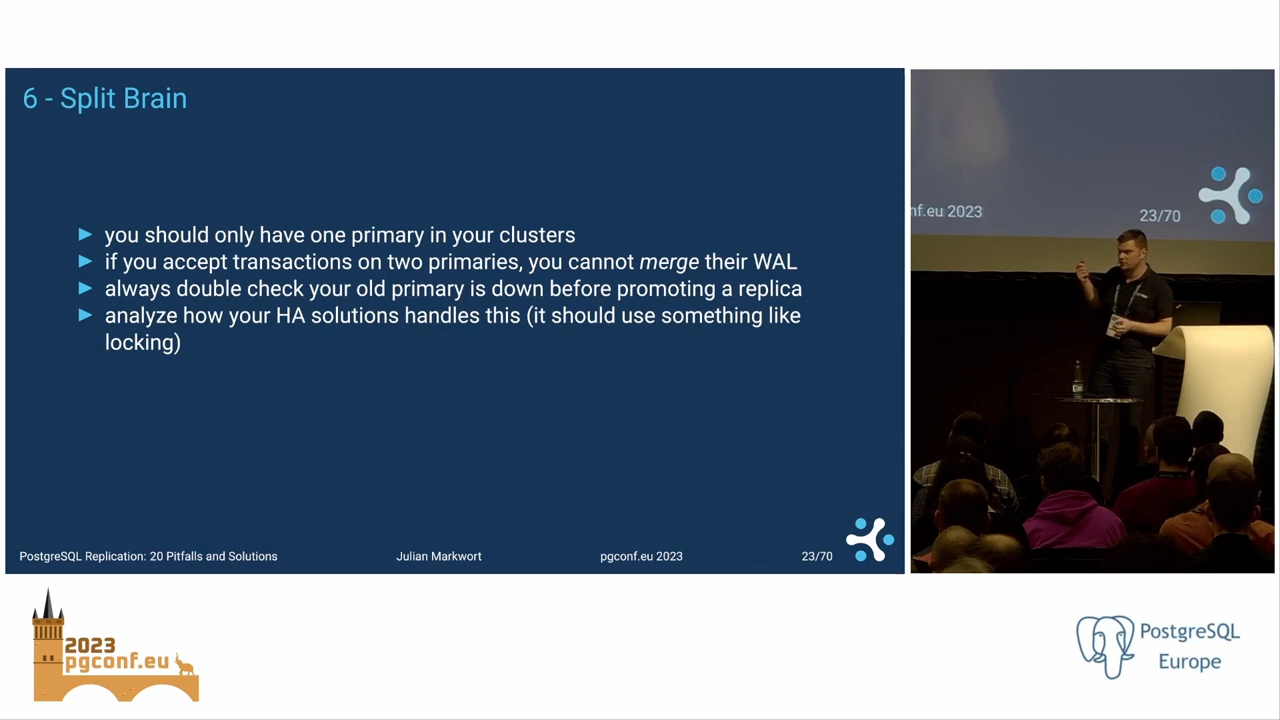 6 - Split Brain
you should only have one primary in your clusters
if you accept transactions on two primaries, you cannot merge their WAL
always double check your old primary is down before promoting a replica
analyze how your HA solutions handles this (it should use something like
locking)
PostgreSQL Replication: 20 Pitfalls and Solutions
Julian Markwort
pgconf.eu 2023
23/70
nf.eu 2023
23/70
2023
pgconf.eu
PostgreSQL
Europe